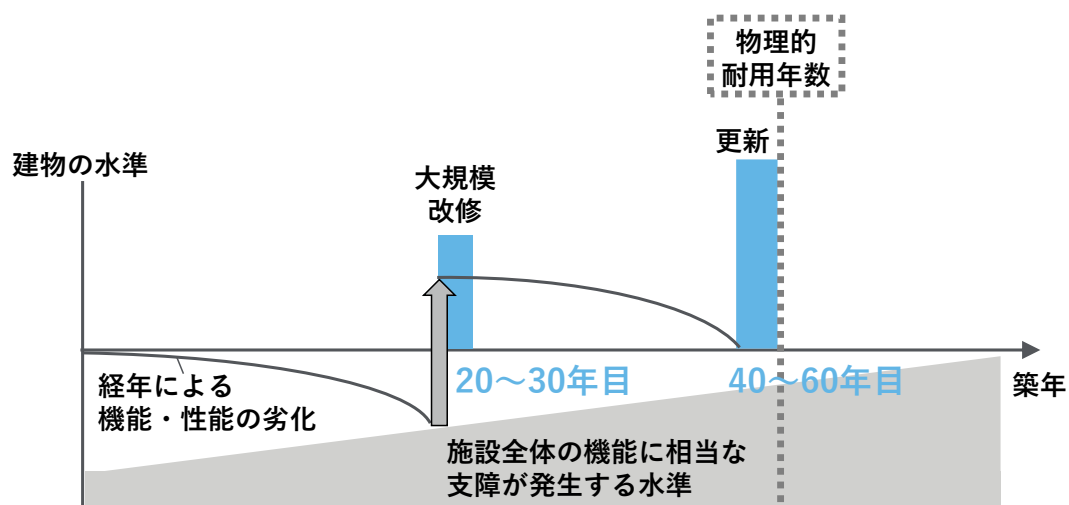 物理的
耐用年数
更新
建物の水準
大規模
改修
20～30年目
40～60年目
築年
経年による
機能・性能の劣化
施設全体の機能に相当な
支障が発生する水準